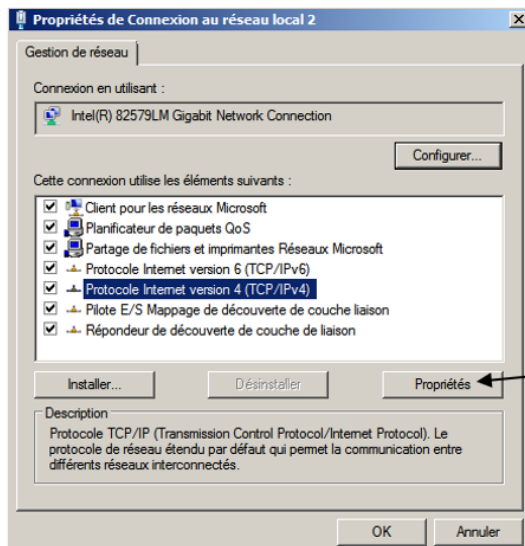 Propriétés de Connexion au réseau local 2
Gestion de réseau
Connexion en utilisant :
Intel(R) 82579LM Gigabit Network Connection
Configurer...
Cette connexion utilise les éléments suivants :
Client pour les réseaux Microsoft
Planificateur de paquets QoS
Partage de fichiers et imprimantes Réseaux Microsoft
Protocole Internet version 6 (TCP/IPv6)
Protocole Internet version 4 (TCP/IPv4)
Pilote E/S Mappage de découverte de couche liaison
Répondeur de découverte de couche de liaison
Installer... Désinstaller Propriétés
Description
Protocole TCP/IP (Transmission Control Protocol/Internet Protocol). Le
protocole de réseau étendu par défaut qui permet la communication entre
différents réseaux interconnectés.
OK Annuler